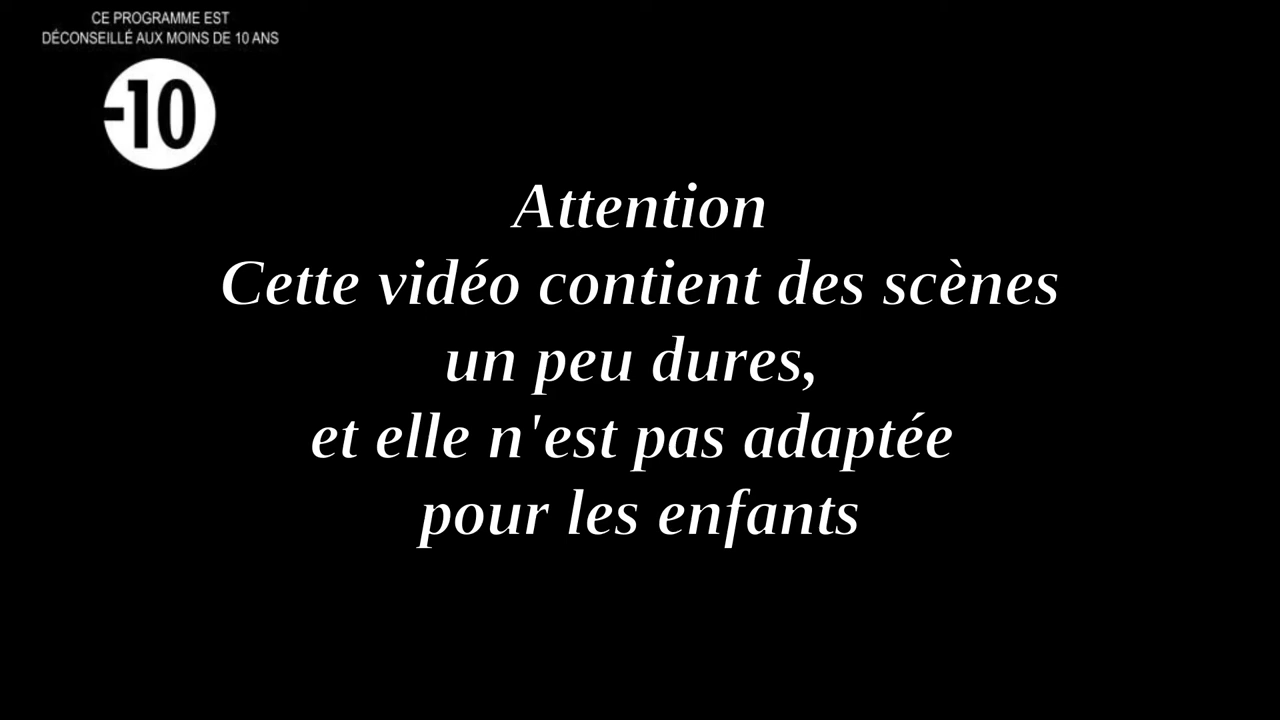 CE PROGRAMME EST
DÉCONSEILLÉ AUX MOINS DE 10 ANS
-10
Attention
Cette vidéo contient des scènes
un peu dures,
et elle n'est pas adaptée
pour les enfants